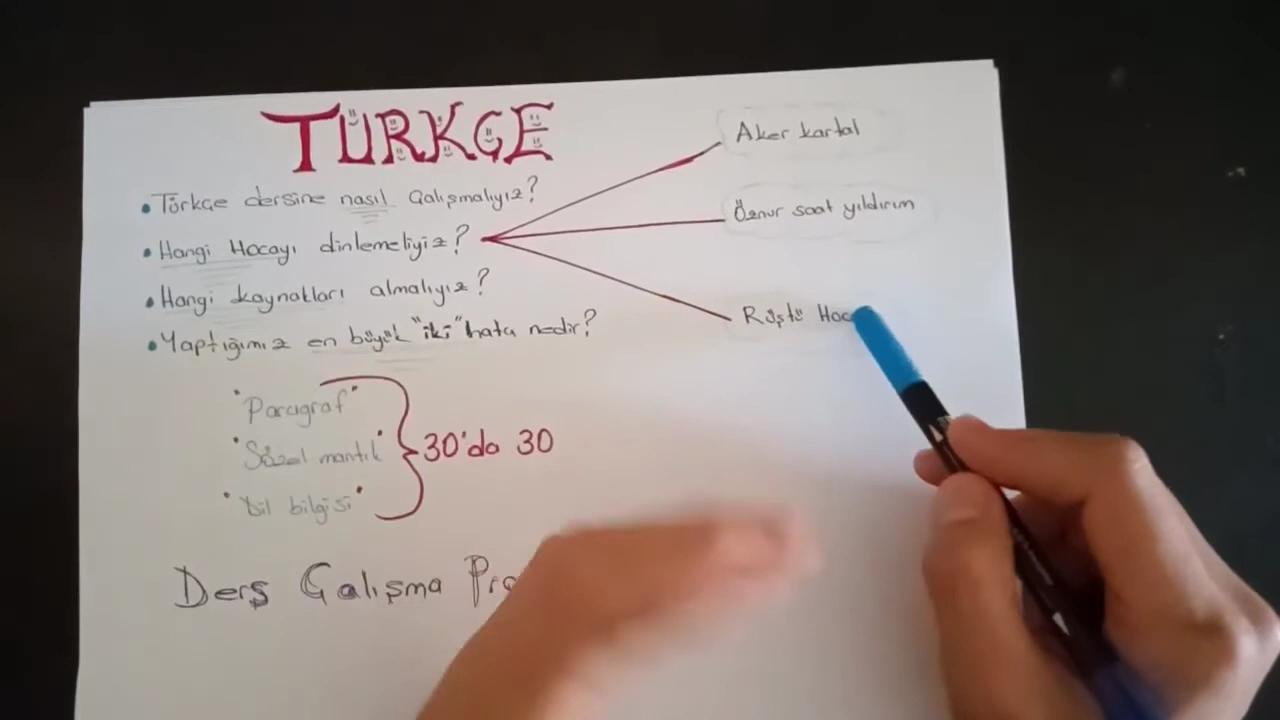 TÜRKÇE
• Türkçe dersine nasıl Çalışmalıyız?
• Hangi Hocayı dinlemeliyiz?
• Hangi kaynakları almalıyız?
• Yaptığımız en büyük "iki" hata nedir?
Aker kartal
Öznur saat yıldırım
Rüştü
"Paragraf"
"Sözel mantık"
"Dil bilgisi"
30'da 30
Ders Çalışma